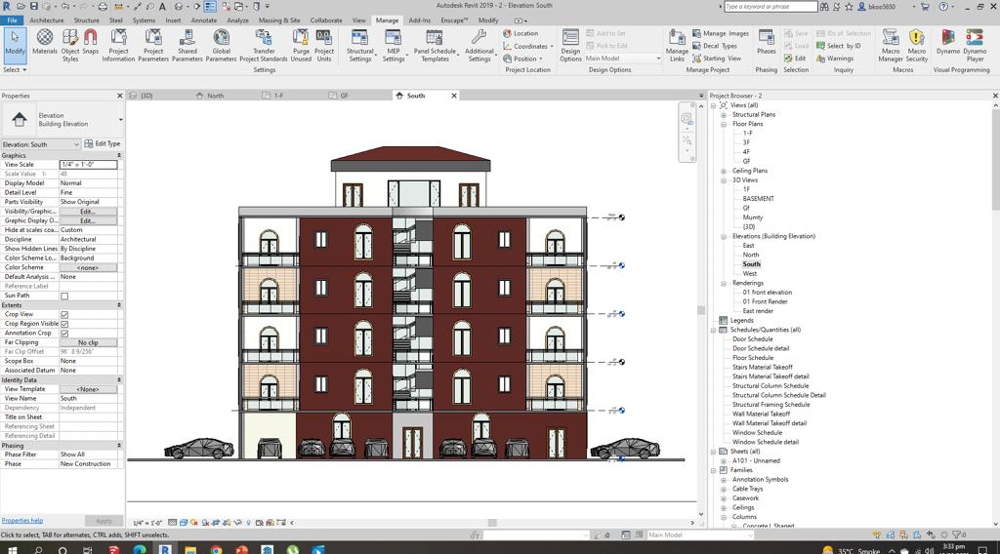 Autodesk Revit 2019 - 2 - Elevation: South
Type a keyword or phrase
bkoo5650
File Architecture Structure Steel Systems Insert Annotate Analyze Massing & Site Collaborate View Manage Add-Ins Enscape™ Modify
Modify
Materials
Object Styles
Snaps
Project Information
Project Parameters
Shared Parameters
Global Parameters
Transfer Project Standards
Purge Unused
Project Units
Structural Settings
MEP Settings
Panel Schedule Templates
Additional Settings
Location
Coordinates
Position
Design Options
Add to Set
Pick to Edit
Main Model
Manage Links
Manage Images
Decal Types
Starting View
Phases
Save
Load
Edit
IDs of Selection
Select by ID
Warnings
Macro Manager
Macro Security
Dynamo
Dynamo Player
Select
Settings
Project Location
Design Options
Manage Project
Phasing
Selection
Inquiry
Macros
Visual Programming
Properties
Elevation
Building Elevation
Elevation: South
Edit Type
Graphics
View Scale 1/4" = 1'-0"
Scale Value 1: 48
Display Model Normal
Detail Level Fine
Parts Visibility Show Original
Visibility/Graphic... Edit...
Graphic Display O... Edit...
Hide at scales coa... Custom
Discipline Architectural
Show Hidden Lines By Discipline
Color Scheme Lo... Background
Color Scheme <none>
Default Analysis ... None
Reference Label
Sun Path
Extents
Crop View
Crop Region Visible
Annotation Crop
Far Clipping No clip
Far Clip Offset 96' 8 9/256"
Scope Box None
Associated Datum None
Identity Data
View Template <None>
View Name South
Dependency Independent
Title on Sheet
Referencing Sheet
Referencing Detail
Phasing
Phase Filter Show All
Phase New Construction
Properties help
Apply
{3D}
North
1-F
GF
South
Project Browser - 2
Views (all)
Structural Plans
Floor Plans
1-F
3F
4F
GF
Ceiling Plans
3D Views
1F
BASEMENT
Gf
Mumty
{3D}
Elevations (Building Elevation)
East
North
South
West
Renderings
01 front elevation
01 Front Render
East render
Legends
Schedules/Quantities (all)
Door Schedule
Door Schedule detail
Floor Schedule
Stairs Material Takeoff
Stairs Material Takeoff detail
Structural Column Schedule
Structural Column Schedule Detail
Structural Framing Schedule
Wall Material Takeoff
Wall Material Takeoff detail
Window Schedule
Window Schedule detail
Sheets (all)
A101 - Unnamed
Families
Annotation Symbols
Cable Trays
Casework
Ceilings
Columns
Concrete L Shaped
1/4" = 1'-0"
Click to select, TAB for alternates, CTRL adds, SHIFT unselects.
:0
Main Model
:0
35°C Smoke
3:33 pm